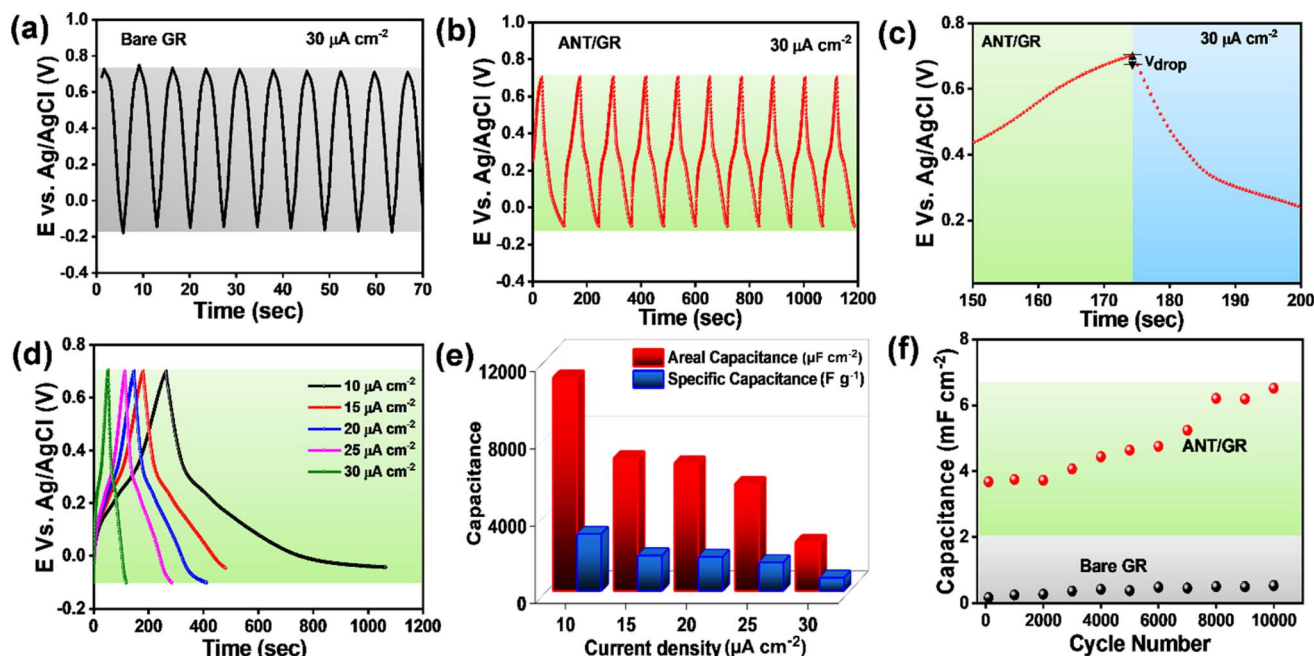 (a)
Bare GR
30 μA cm⁻²
E Vs. Ag/AgCl (V)
0.8
0.6
0.4
0.2
0.0
-0.2
-0.4
0 10 20 30 40 50 60 70
Time (sec)
(b)
ANT/GR
30 μA cm⁻²
E Vs. Ag/AgCl (V)
1.0
0.8
0.6
0.4
0.2
0.0
-0.2
-0.4
0 200 400 600 800 1000 1200
Time (sec)
(c)
ANT/GR
30 μA cm⁻²
Vdrop
E Vs. Ag/AgCl (V)
0.8
0.6
0.4
0.2
150 160 170 180 190 200
Time (sec)
(d)
E Vs. Ag/AgCl (V)
0.8
0.6
0.4
0.2
0.0
-0.2
10 μA cm⁻²
15 μA cm⁻²
20 μA cm⁻²
25 μA cm⁻²
30 μA cm⁻²
0 200 400 600 800 1000 1200
Time (sec)
(e)
Areal Capacitance (μF cm⁻²)
Specific Capacitance (F g⁻¹)
Capacitance
12000
8000
4000
0
10 15 20 25 30
Current density (μA cm⁻²)
(f)
Capacitance (mF cm⁻²)
8
6
4
2
0
ANT/GR
Bare GR
0 2000 4000 6000 8000 10000
Cycle Number